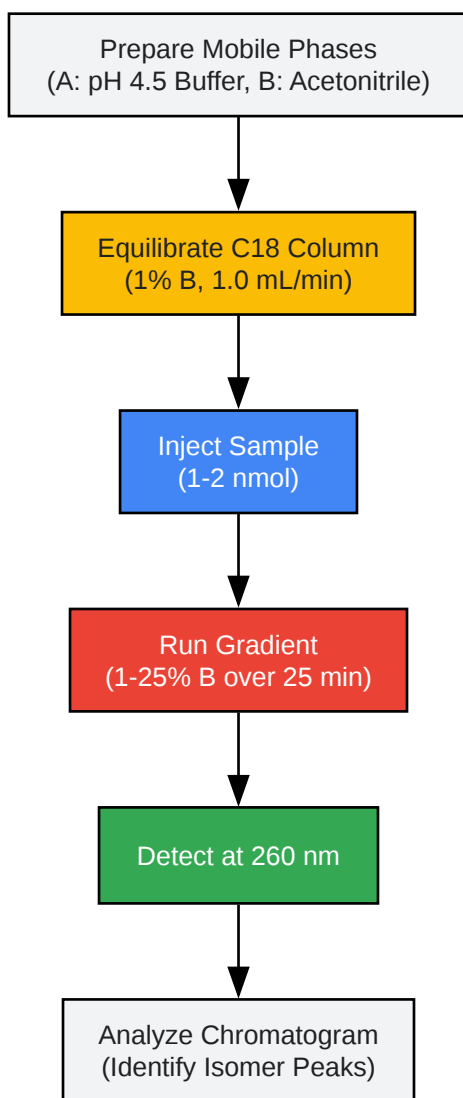 Prepare Mobile Phases
(A: pH 4.5 Buffer, B: Acetonitrile)
Equilibrate C18 Column
(1% B, 1.0 mL/min)
Inject Sample
(1-2 nmol)
Run Gradient
(1-25% B over 25 min)
Detect at 260 nm
Analyze Chromatogram
(Identify Isomer Peaks)